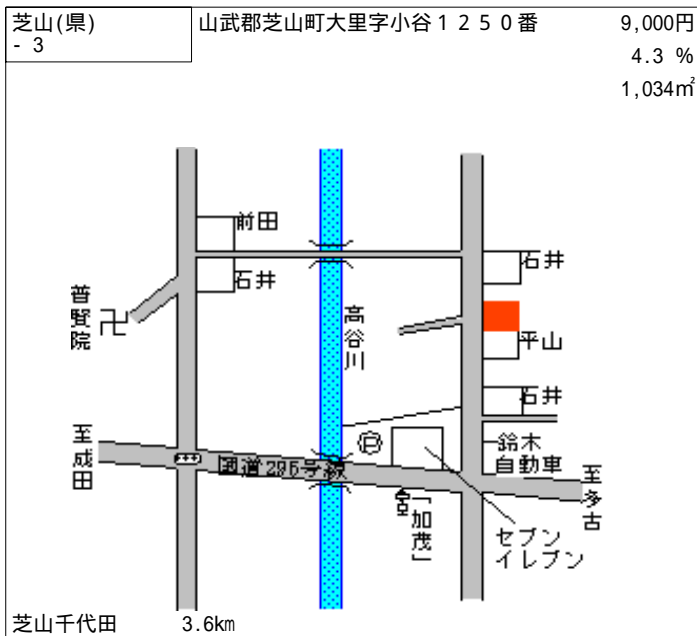 芝山(県)
- 3
山武郡芝山町大里字小谷1250番
9,000円
4.3 %
1,034㎡
前田
石井
普賢院
卍
高谷川
石井
平山
石井
至成田
国道296号線
Ⓟ
鈴木
自動車
「加茂」
至多古
セブン
イレブン
芝山千代田 3.6km